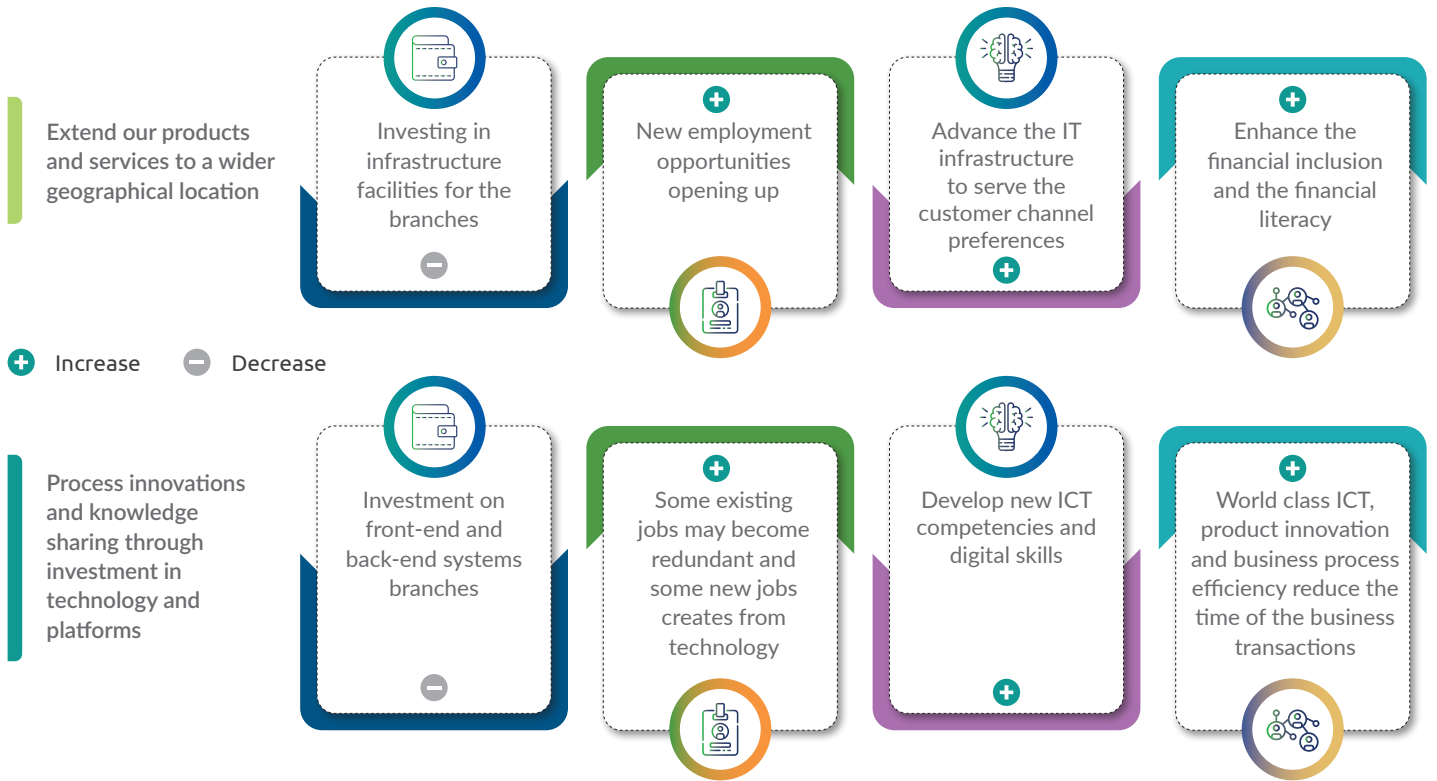 Extend our products
and services to a wider
geographical location
Investing in
infrastructure
facilities for the
branches
New employment
opportunities
opening up
Advance the IT
infrastructure
to serve the
customer channel
preferences
Enhance the
financial inclusion
and the financial
literacy
Increase
Decrease
Process innovations
and knowledge
sharing through
investment in
technology and
platforms
Investment on
front-end and
back-end systems
branches
Some existing
jobs may become
redundant and
some new jobs
creates from
technology
Develop new ICT
competencies and
digital skills
World class ICT,
product innovation
and business process
efficiency reduce the
time of the business
transactions